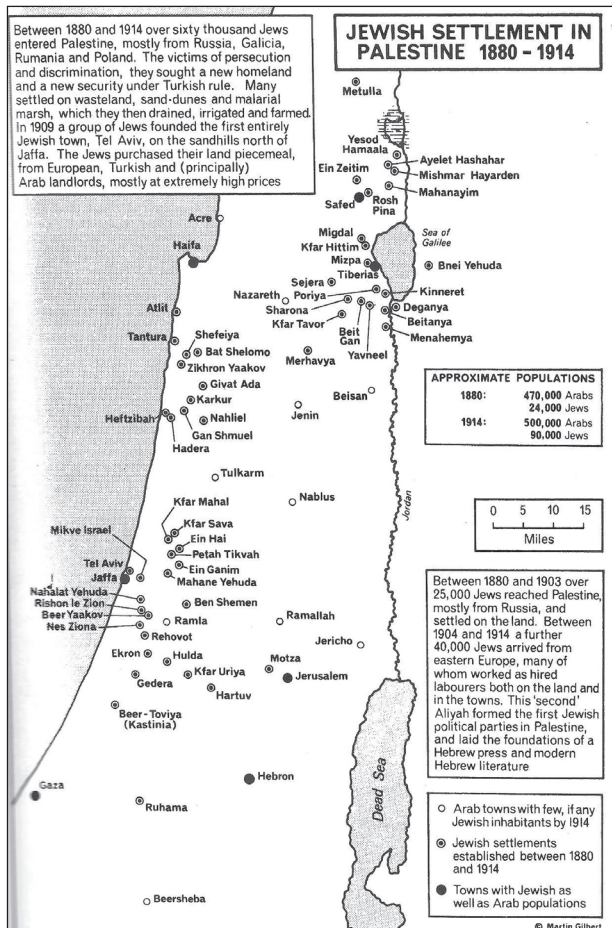 Between 1880 and 1914 over sixty thousand Jews
entered Palestine, mostly from Russia, Galicia,
Rumania and Poland. The victims of persecution
and discrimination, they sought a new homeland
and a new security under Turkish rule. Many
settled on wasteland, sand-dunes and malarial
marsh, which they then drained, irrigated and farmed.
In 1909 a group of Jews founded the first entirely
Jewish town, Tel Aviv, on the sandhills north of
Jaffa. The Jews purchased their land piecemeal,
from European, Turkish and (principally)
Arab landlords, mostly at extremely high prices
JEWISH SETTLEMENT IN
PALESTINE 1880 - 1914
Metulla
Yesod
Hamaala
Ayelet Hashahar
Mishmar Hayarden
Ein Zeitim
Mahanayim
Safed
Rosh
Pina
Acre
Migdal
Kfar Hittim
Sea of
Galilee
Haifa
Mizpa
Tiberias
Bnei Yehuda
Sejera
Poriya
Kinneret
Nazareth
Sharona
Deganya
Atlit
Kfar Tavor
Beit
Gan
Beitanya
Yavneel
Menahemya
Tantura
Shefeiya
Bat Shelomo
Merhavya
Zikhron Yaakov
Givat Ada
Beisan
Karkur
Jenin
Heftzibah
Nahliel
Gan Shmuel
Hadera
APPROXIMATE POPULATIONS
1880: 470,000 Arabs
24,000 Jews
1914: 500,000 Arabs
90,000 Jews
Tulkarm
Nablus
Jordan
0 5 10 15
Miles
Kfar Mahal
Kfar Sava
Mikve Israel
Ein Hai
Petah Tikvah
Tel Aviv
Ein Ganim
Jaffa
Mahane Yehuda
Nahalat Yehuda
Rishon le Zion
Ben Shemen
Beer Yaakov
Nes Ziona
Ramla
Ramallah
Rehovot
Jericho
Ekron
Hulda
Motza
Gedera
Kfar Uriya
Jerusalem
Hartuv
Beer-Toviya
(Kastinia)
Between 1880 and 1903 over
25,000 Jews reached Palestine,
mostly from Russia, and
settled on the land. Between
1904 and 1914 a further
40,000 Jews arrived from
eastern Europe, many of
whom worked as hired
labourers both on the land and
in the towns. This 'second'
Aliyah formed the first Jewish
political parties in Palestine,
and laid the foundations of a
Hebrew press and modern
Hebrew literature
Gaza
Hebron
Ruhama
Dead Sea
Beersheba
Arab towns with few, if any
Jewish inhabitants by 1914
Jewish settlements
established between 1880
and 1914
Towns with Jewish as
well as Arab populations
© Martin Gilbert